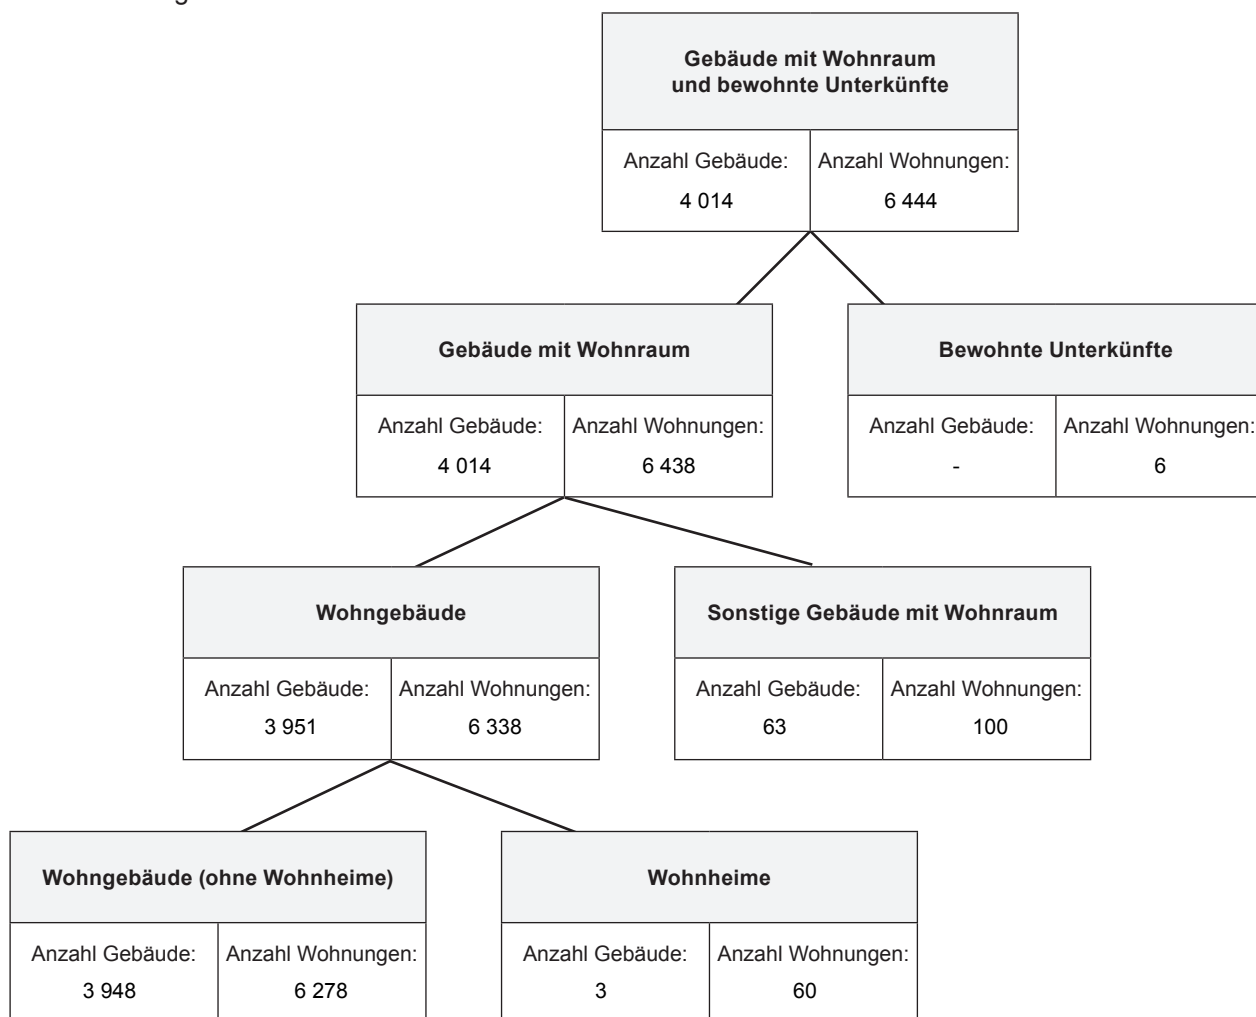 Gebäude mit Wohnraum
und bewohnte Unterkünfte
Anzahl Gebäude: Anzahl Wohnungen:
4 014 6 444
Gebäude mit Wohnraum
Anzahl Gebäude: Anzahl Wohnungen:
4 014 6 438
Bewohnte Unterkünfte
Anzahl Gebäude: Anzahl Wohnungen:
- 6
Wohngebäude
Anzahl Gebäude: Anzahl Wohnungen:
3 951 6 338
Sonstige Gebäude mit Wohnraum
Anzahl Gebäude: Anzahl Wohnungen:
63 100
Wohngebäude (ohne Wohnheime)
Anzahl Gebäude: Anzahl Wohnungen:
3 948 6 278
Wohnheime
Anzahl Gebäude: Anzahl Wohnungen:
3 60